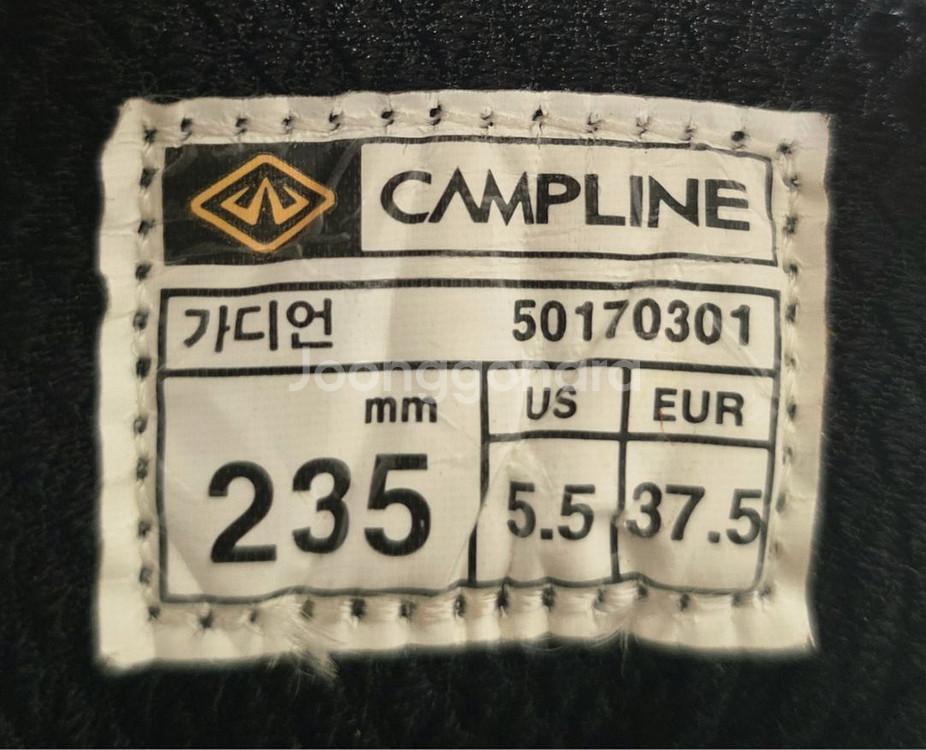 CAMPLINE
가디언 50170301
Joonggonara
mm US EUR
235 5.5 37.5